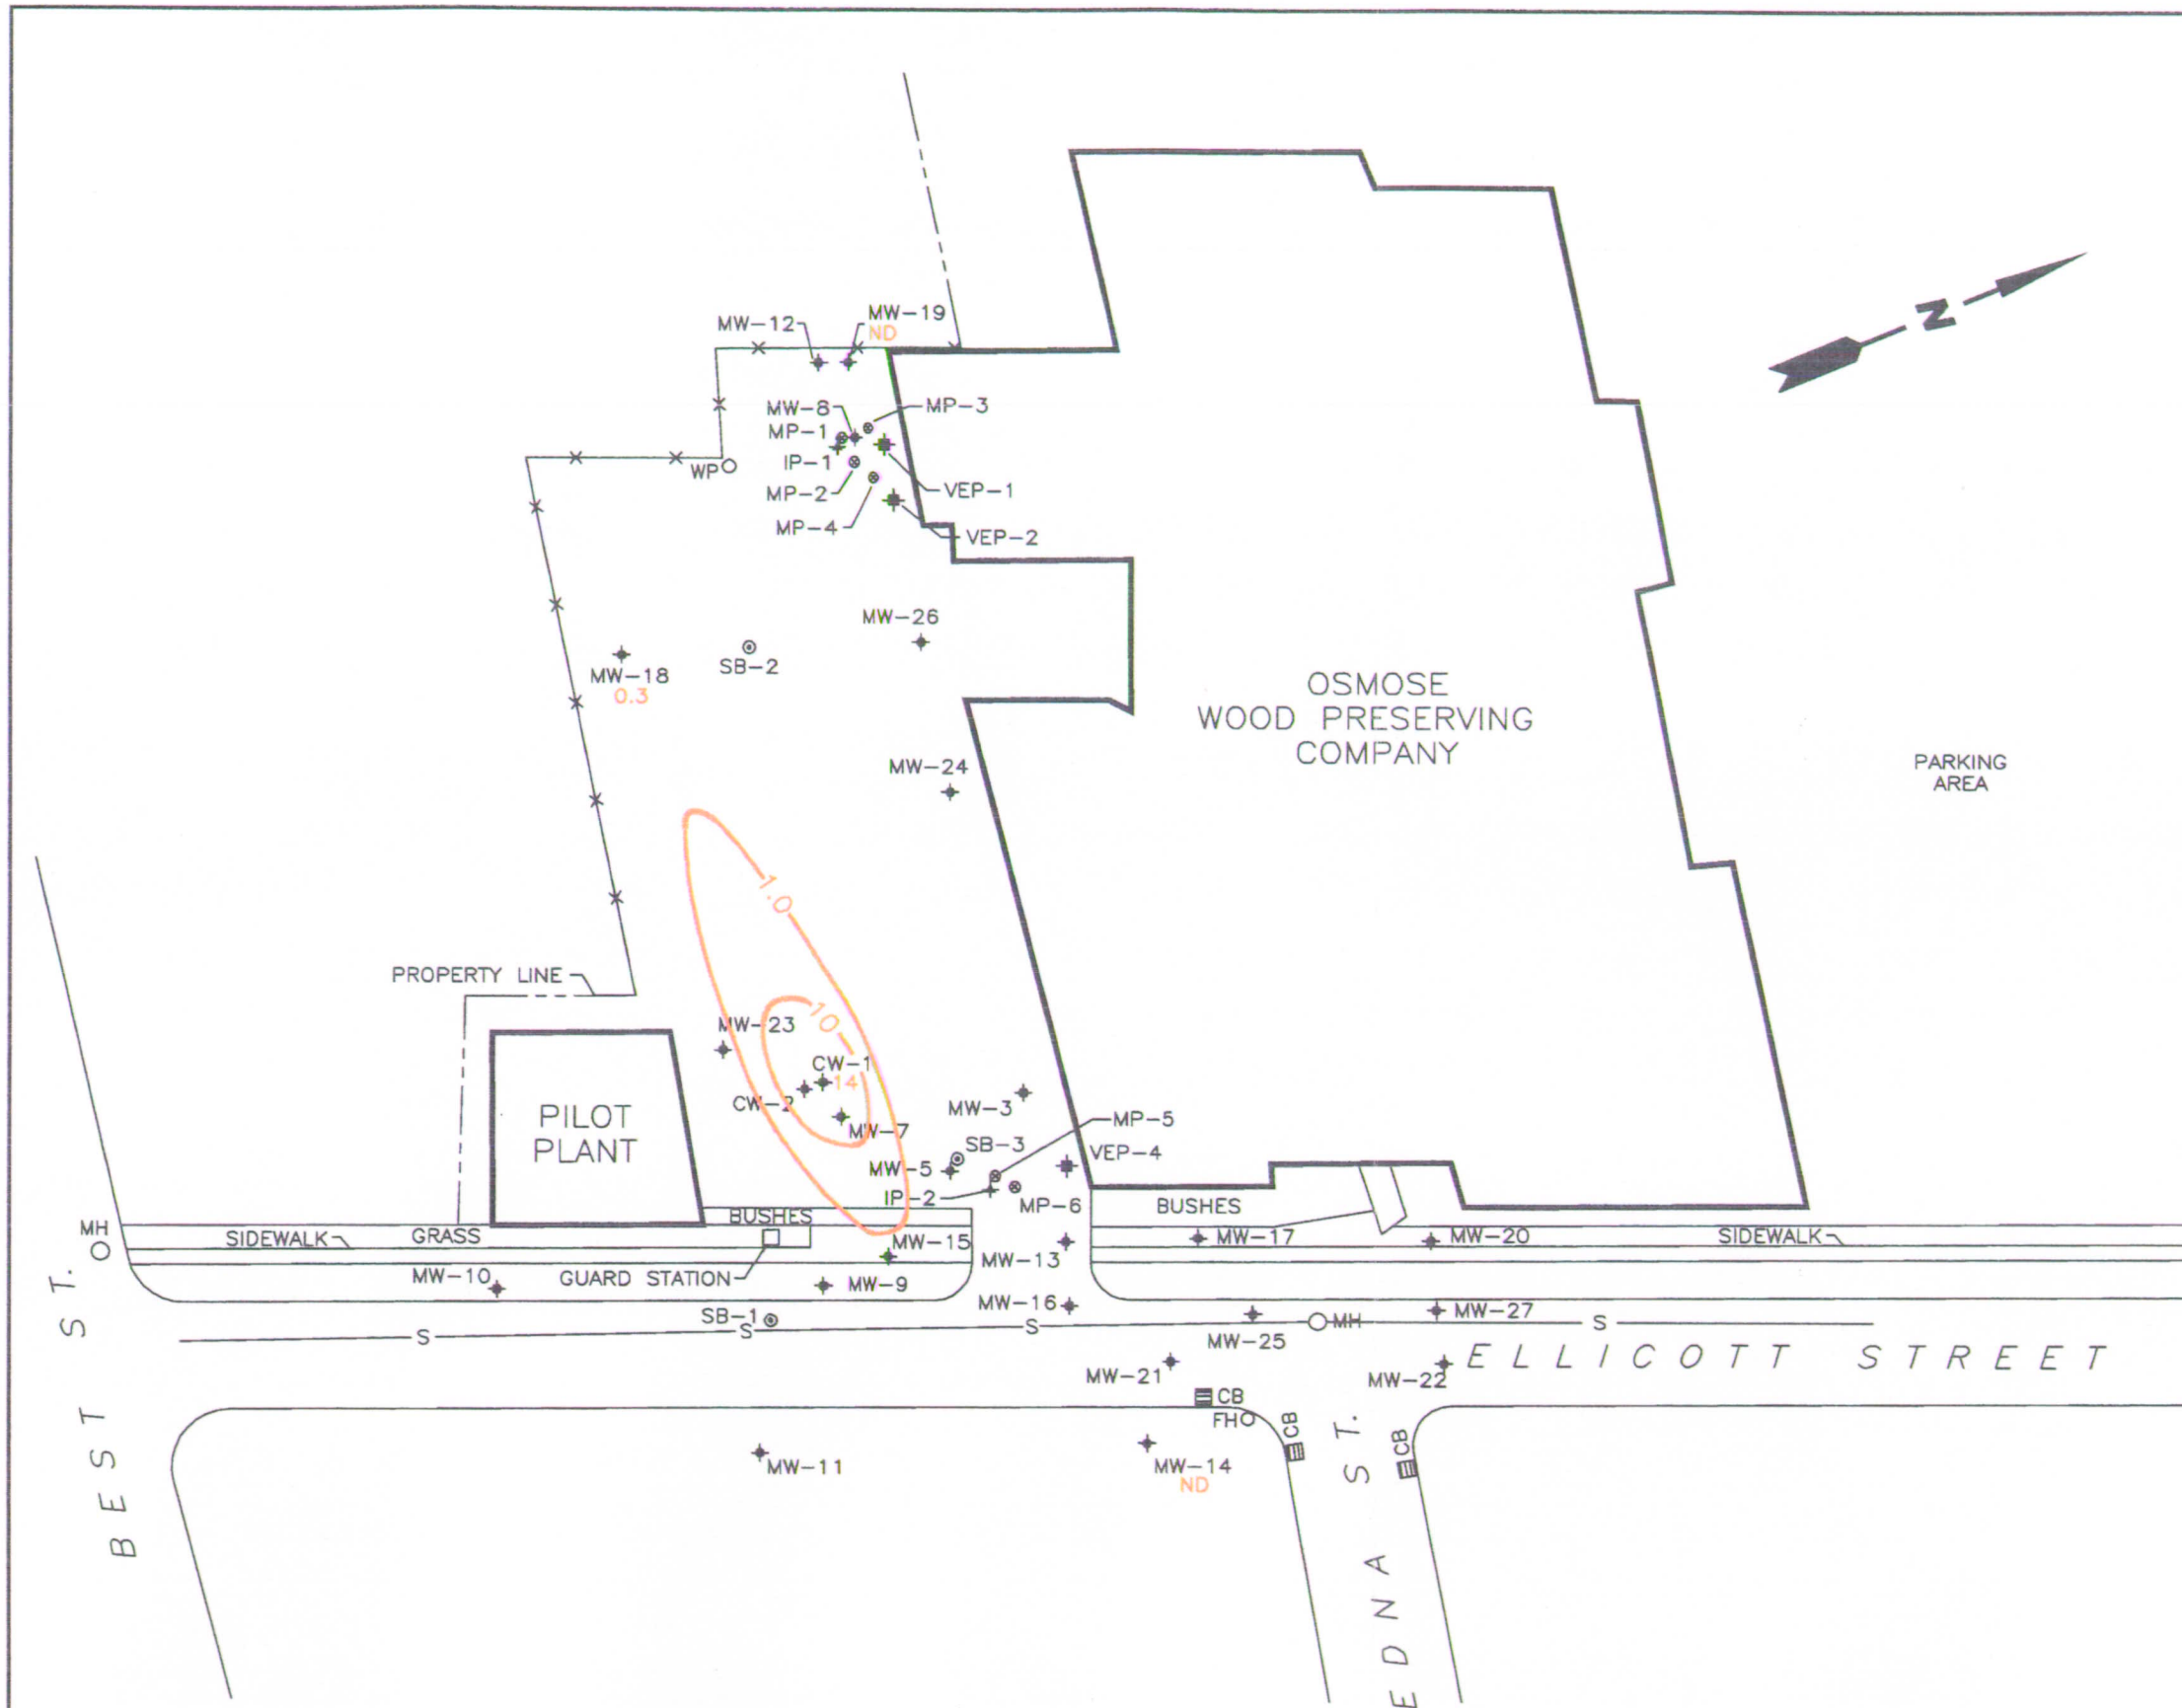 MW-19
MW-12
ND
N
MW-8
MP-3
MP-1
IP-1
WP
MP-2
VEP-1
MP-4
VEP-2
MW-26
SB-2
MW-18
0.3
OSMOSE
WOOD PRESERVING
COMPANY
MW-24
PARKING
AREA
1.0
PROPERTY LINE
10
MW-23
CW-1
14
CW-2
MW-3
PILOT
PLANT
MW-7
MP-5
SB-3
VEP-4
MW-5
IP-2
MP-6
BUSHES
BUSHES
MH
SIDEWALK
GRASS
MW-15
MW-13
MW-17
MW-20
SIDEWALK
MW-10
GUARD STATION
MW-9
MW-16
SB-1
S
S
S
MH
MW-27
S
MW-25
ELLICOTT STREET
MW-21
MW-22
CB
FH
CB
CB
BEST ST.
MW-11
MW-14
ND
EDNA ST.